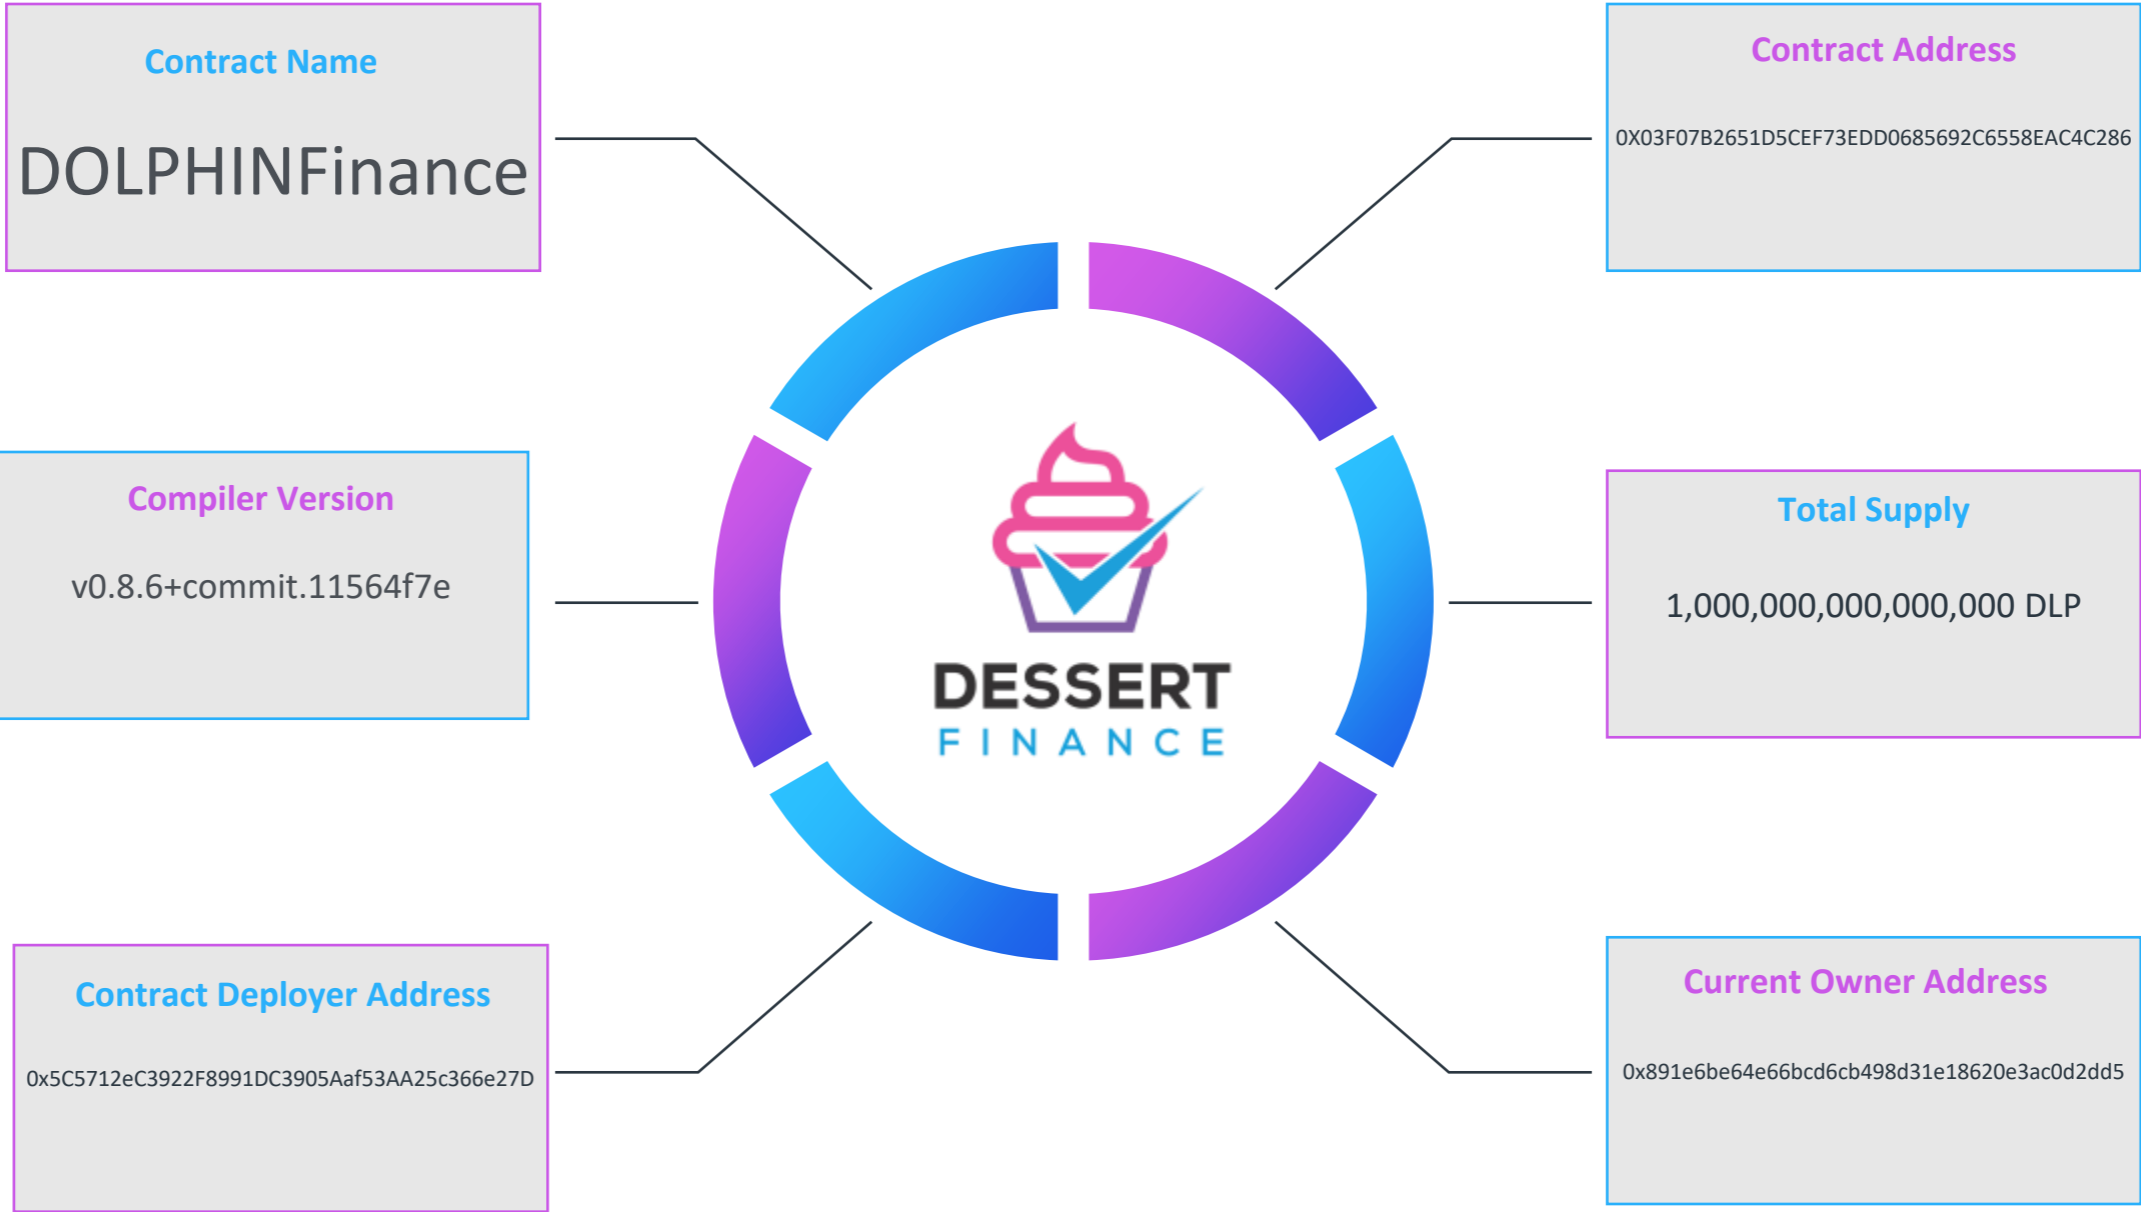 Contract Name
DOLPHINFinance
Contract Address
0X03F07B2651D5CEF73EDD0685692C6558EAC4C286
Compiler Version
v0.8.6+commit.11564f7e
DESSERT
FINANCE
Total Supply
1,000,000,000,000,000 DLP
Contract Deployer Address
0x5C5712eC3922F8991DC3905Aaf53AA25c366e27D
Current Owner Address
0x891e6be64e66bcd6cb498d31e18620e3ac0d2dd5